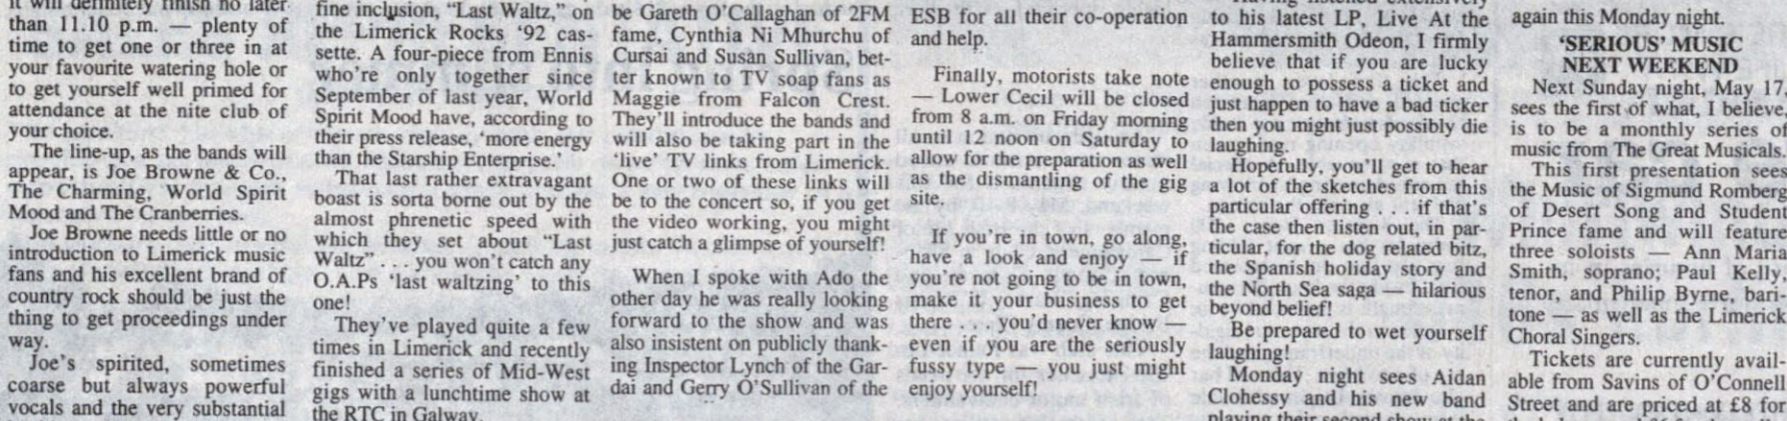 it will definitely finish no later
than 11.10 p.m. — plenty of
time to get one or three in at
your favourite watering hole or
to get yourself well primed for
attendance at the nite club of
your choice.
The line-up, as the bands will
appear, is Joe Browne & Co.,
The Charming, World Spirit
Mood and The Cranberries.
Joe Browne needs little or no
introduction to Limerick music
fans and his excellent brand of
country rock should be just the
thing to get proceedings under
way.
Joe's spirited, sometimes
coarse but always powerful
vocals and the very substantial
fine inclusion, “Last Waltz,” on
the Limerick Rocks ‘92 cas-
sette. A four-piece from Ennis
who're only together since
September of last year, World
Spirit Mood have, according to
their press release, ‘more energy
than the Starship Enterprise.’
That last rather extravagant
boast is sorta borne out by the
almost phrenetic speed with
which they set about “Last
Waltz” . . . you won't catch any
O.A.Ps ‘last waltzing’ to this
one!
They've played quite a few
times in Limerick and recently
finished a series of Mid-West
gigs with a lunchtime show at
the RTC in Galway.
be Gareth O'Callaghan of 2FM
fame, Cynthia Ni Mhurchu of
Cursai and Susan Sullivan, bet-
ter known to TV soap fans as
Maggie from Falcon Crest.
They'll introduce the bands and
will also be taking part in the
‘live’ TV links from Limerick.
One or two of these links will
be to the concert so, if you get
the video working, you might
just catch a glimpse of yourself!
When I spoke with Ado the
other day he was really looking
forward to the show and was
also insistent on publicly thank-
ing Inspector Lynch of the Gar-
dai and Gerry O'Sullivan of the
ESB for all their co-operation
and help.
Finally, motorists take note
— Lower Cecil will be closed
from 8 a.m. on Friday morning
until 12 noon on Saturday to
allow for the preparation as well
as the dismantling of the gig
site.
If you're in town, go along,
have a look and enjoy — if
you're not going to be in town,
make it your business to get
there . . . you'd never know —
even if you are the seriously
fussy type — you just might
enjoy yourself!
Having listened extensively
to his latest LP, Live At the
Hammersmith Odeon, I firmly
believe that if you are lucky
enough to possess a ticket and
just happen to have a bad ticker
then you might just possibly die
laughing.
Hopefully, you'll get to hear
a lot of the sketches from this
particular offering . . . if that's
the case then listen out, in par-
ticular, for the dog related bitz,
the Spanish holiday story and
the North Sea saga — hilarious
beyond belief!
Be prepared to wet yourself
laughing!
Monday night sees Aidan
Clohessy and his new band
playing their second show at the
again this Monday night.
‘SERIOUS’ MUSIC
NEXT WEEKEND
Next Sunday night, May 17,
sees the first of what, I believe
is to be a monthly series of
music from The Great Musicals.
This first presentation sees
the Music of Sigmund Romberg
of Desert Song and Student
Prince fame and will feature
three soloists — Ann Maria
Smith, soprano; Paul Kelly,
tenor, and Philip Byrne, bari-
tone — as well as the Limerick
Choral Singers.
Tickets are currently avail-
able from Savins of O'Connell
Street and are priced at £8 for